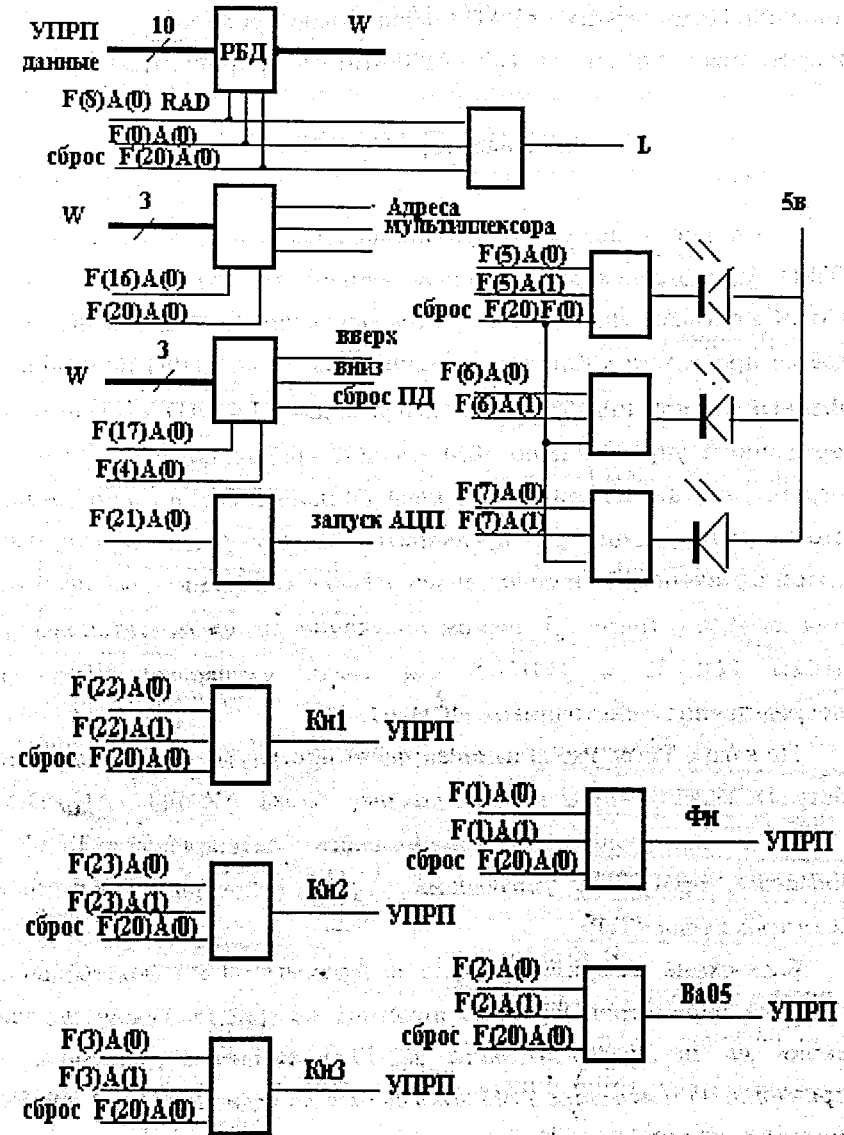 УПРП
данные
10
РБД
W
F(8)A(0) RAD
F(0)A(0)
сброс F(20)A(0)
L
W
3
Адреса
мультиплексора
F(16)A(0)
F(20)A(0)
5в
F(5)A(0)
F(5)A(1)
сброс F(20)F(0)
W
3
вверх
вниз
сброс ПД
F(17)A(0)
F(4)A(0)
F(6)A(0)
F(6)A(1)
F(21)A(0)
запуск АЦП
F(7)A(0)
F(7)A(1)
F(22)A(0)
F(22)A(1)
сброс F(20)A(0)
Кн1
УПРП
F(1)A(0)
F(1)A(1)
сброс F(20)A(0)
Фн
УПРП
F(23)A(0)
F(23)A(1)
сброс F(20)A(0)
Кн2
УПРП
F(2)A(0)
F(2)A(1)
сброс F(20)A(0)
Ва05
УПРП
F(3)A(0)
F(3)A(1)
сброс F(20)A(0)
Кн3
УПРП